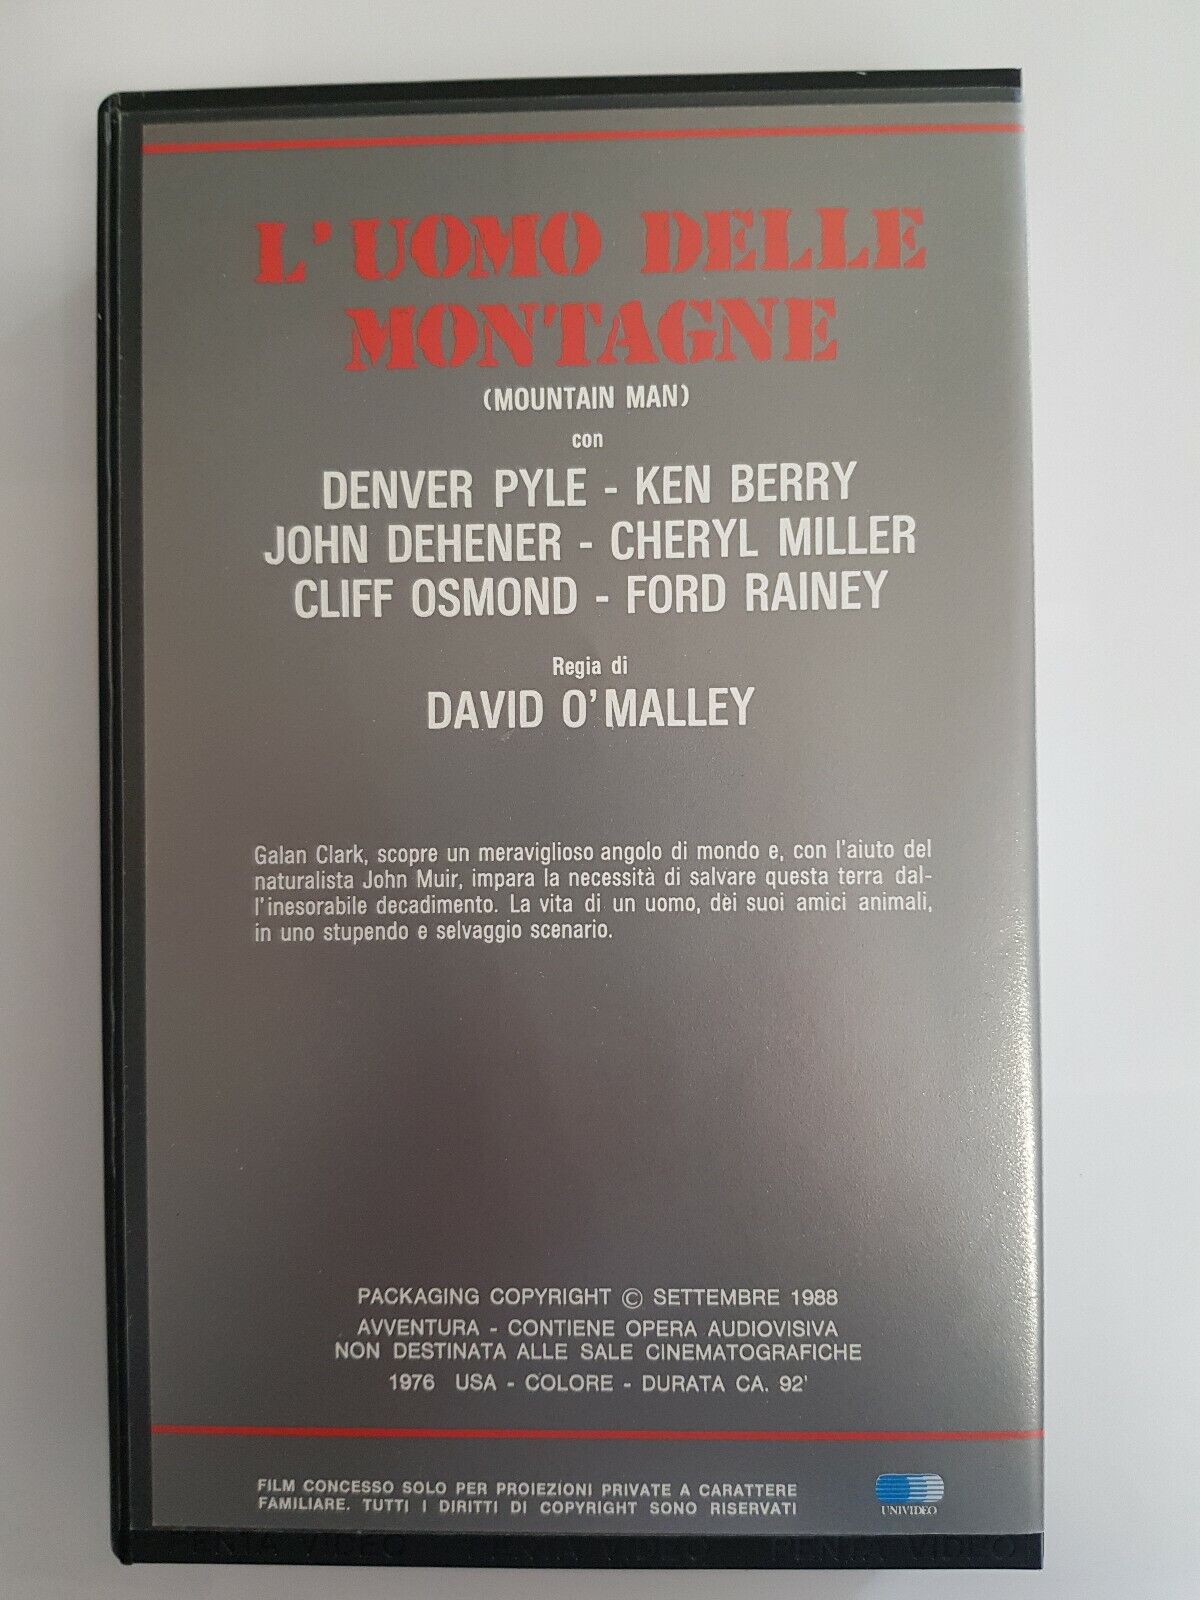 L'UOMO DELLE
MONTAGNE
(MOUNTAIN MAN)
con
DENVER PYLE - KEN BERRY
JOHN DEHENER - CHERYL MILLER
CLIFF OSMOND - FORD RAINEY
Regia di
DAVID O'MALLEY
Galan Clark, scopre un meraviglioso angolo di mondo e, con l'aiuto del
naturalista John Muir, impara la necessità di salvare questa terra dal-
l'inesorabile decadimento. La vita di un uomo, dei suoi amici animali,
in uno stupendo e selvaggio scenario.
PACKAGING COPYRIGHT © SETTEMBRE 1988
AVVENTURA - CONTIENE OPERA AUDIOVISIVA
NON DESTINATA ALLE SALE CINEMATOGRAFICHE
1976 USA - COLORE - DURATA CA. 92'
FILM CONCESSO SOLO PER PROIEZIONI PRIVATE A CARATTERE
FAMILIARE. TUTTI I DIRITTI DI COPYRIGHT SONO RISERVATI
UNIVIDEO
PENTA VIDEO